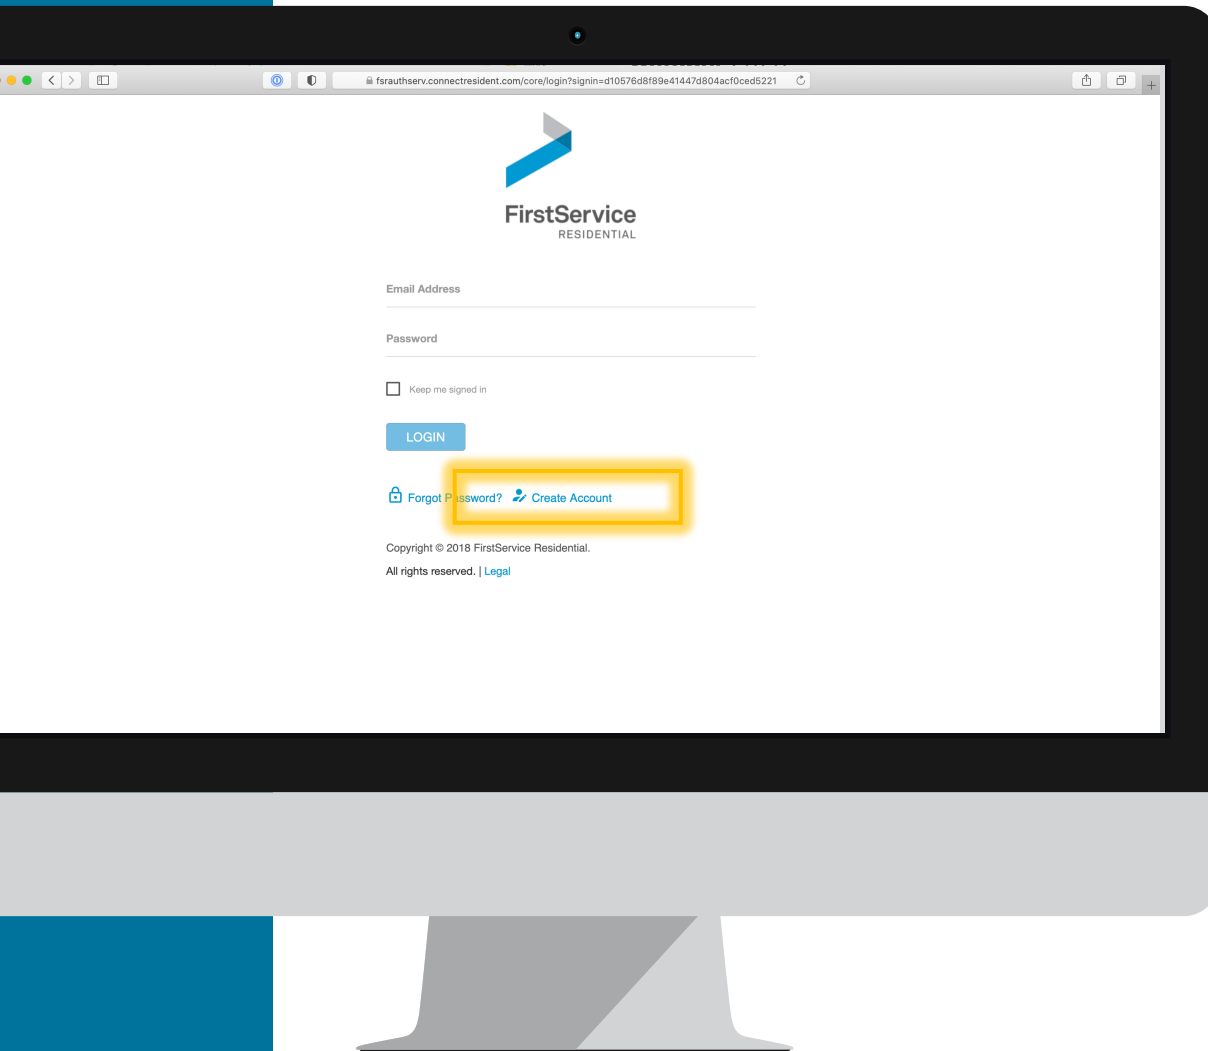 fsrauthserv.connectresident.com/core/login?signin=d10576d8f89e41447d804acf0ced5221
FirstService
RESIDENTIAL
Email Address
Password
Keep me signed in
LOGIN
Forgot Password? Create Account
Copyright © 2018 FirstService Residential.
All rights reserved. | Legal